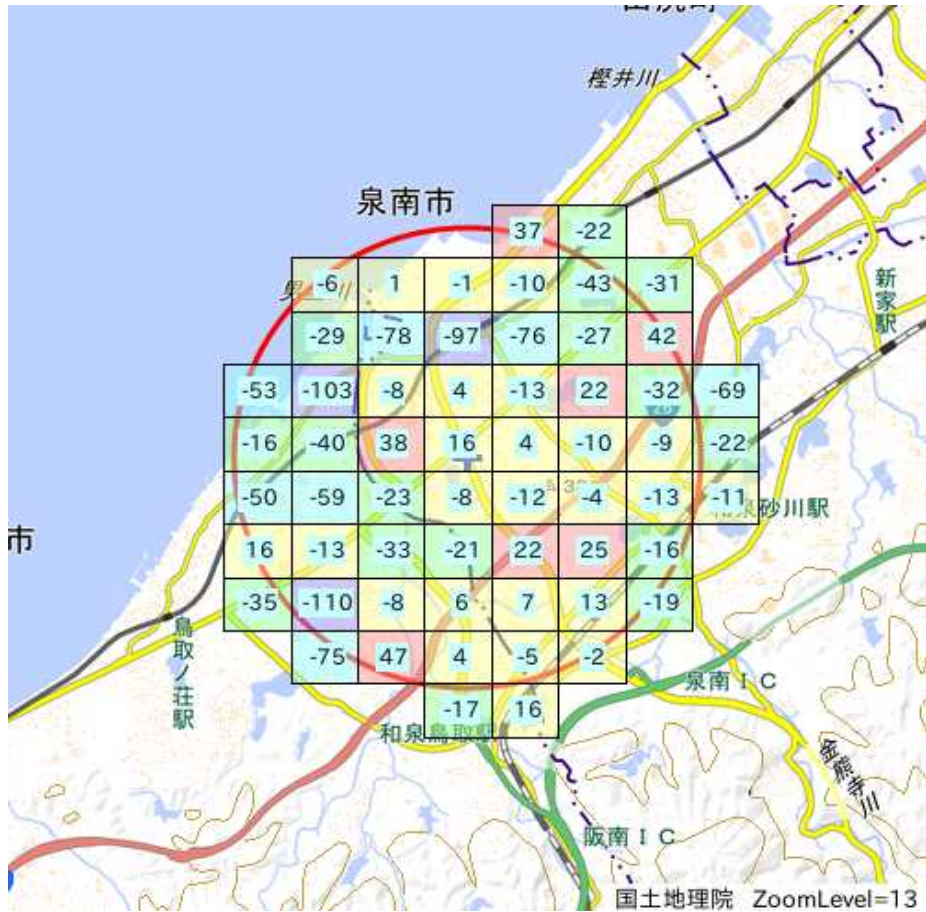 樫井川
泉南市
37 -22
-6 1 -1 -10 -43 -31
新家駅
-29 -78 -97 -76 -27 42
-53 -103 -8 4 -13 22 -32 -69
-16 -40 38 16 4 -10 -9 -22
-50 -59 -23 -8 -12 -4 -13 -11
和泉砂川駅
市
16 -13 -33 -21 22 25 -16
-35 -110 -8 6 7 13 -19
鳥取ノ荘駅
-75 47 4 -5 -2
泉南IC
-17 16
和泉鳥取駅
金熊寺川
阪南IC
国土地理院 ZoomLevel=13